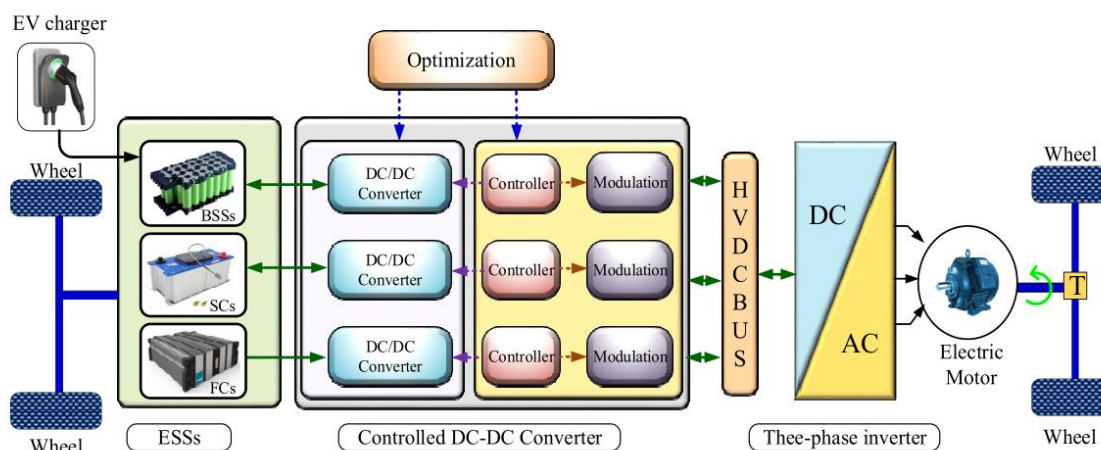 EV charger
Optimization
Wheel
Wheel
BSSs
SCs
FCs
DC/DC
Converter
Controller
Modulation
DC/DC
Converter
Controller
Modulation
DC/DC
Converter
Controller
Modulation
HVDCBUS
DC
AC
Electric
Motor
T
Wheel
Wheel
ESSs
Controlled DC-DC Converter
Thee-phase inverter